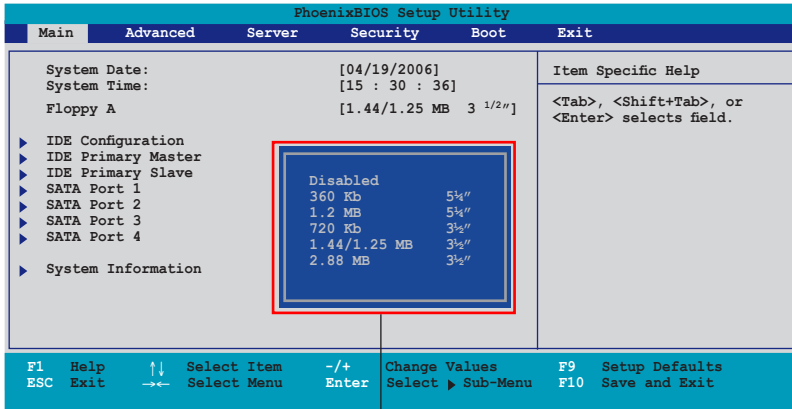 PhoenixBIOS Setup Utility
Main Advanced Server Security Boot Exit
System Date: [04/19/2006]
System Time: [15 : 30 : 36]
Floppy A [1.44/1.25 MB 3 1/2″]
IDE Configuration
IDE Primary Master
IDE Primary Slave
SATA Port 1
SATA Port 2
SATA Port 3
SATA Port 4
System Information
Disabled
360 Kb 5¼″
1.2 MB 5¼″
720 Kb 3½″
1.44/1.25 MB 3½″
2.88 MB 3½″
Item Specific Help
<Tab>, <Shift+Tab>, or
<Enter> selects field.
F1 Help ↑↓ Select Item -/+ Change Values F9 Setup Defaults
ESC Exit →← Select Menu Enter Select ▶ Sub-Menu F10 Save and Exit